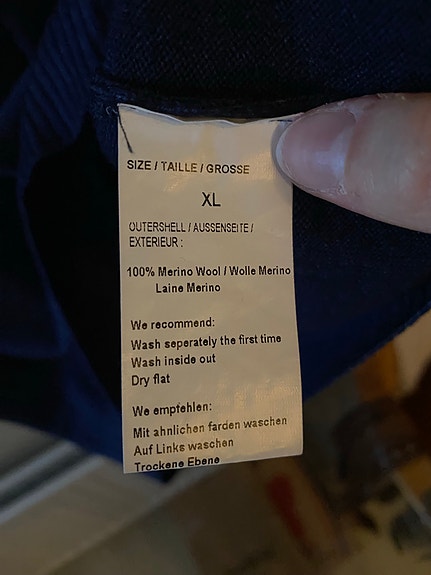 SIZE / TAILLE / GROSSE
XL
OUTERSHELL / AUSSENSEITE /
EXTERIEUR :
100% Merino Wool / Wolle Merino
Laine Merino
We recommend:
Wash seperately the first time
Wash inside out
Dry flat
We empfehlen:
Mit ahnlichen farden waschen
Auf Links waschen
Trockene Ebene